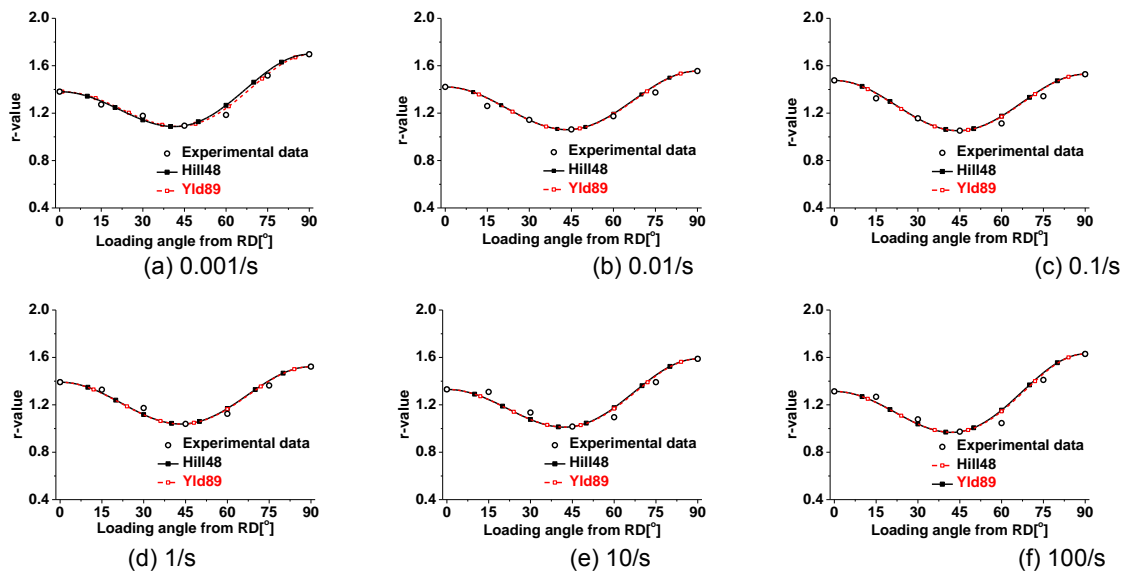 2.0
1.6
1.2
0.8
0.4
r-value
Experimental data
Hill48
Yld89
0 15 30 45 60 75 90
Loading angle from RD[°]
(a) 0.001/s
2.0
1.6
1.2
0.8
0.4
r-value
Experimental data
Hill48
Yld89
0 15 30 45 60 75 90
Loading angle from RD[°]
(b) 0.01/s
2.0
1.6
1.2
0.8
0.4
r-value
Experimental data
Hill48
Yld89
0 15 30 45 60 75 90
Loading angle from RD[°]
(c) 0.1/s
2.0
1.6
1.2
0.8
0.4
r-value
Experimental data
Hill48
Yld89
0 15 30 45 60 75 90
Loading angle from RD[°]
(d) 1/s
2.0
1.6
1.2
0.8
0.4
r-value
Experimental data
Hill48
Yld89
0 15 30 45 60 75 90
Loading angle from RD[°]
(e) 10/s
2.0
1.6
1.2
0.8
0.4
r-value
Experimental data
Hill48
Yld89
0 15 30 45 60 75 90
Loading angle from RD[°]
(f) 100/s